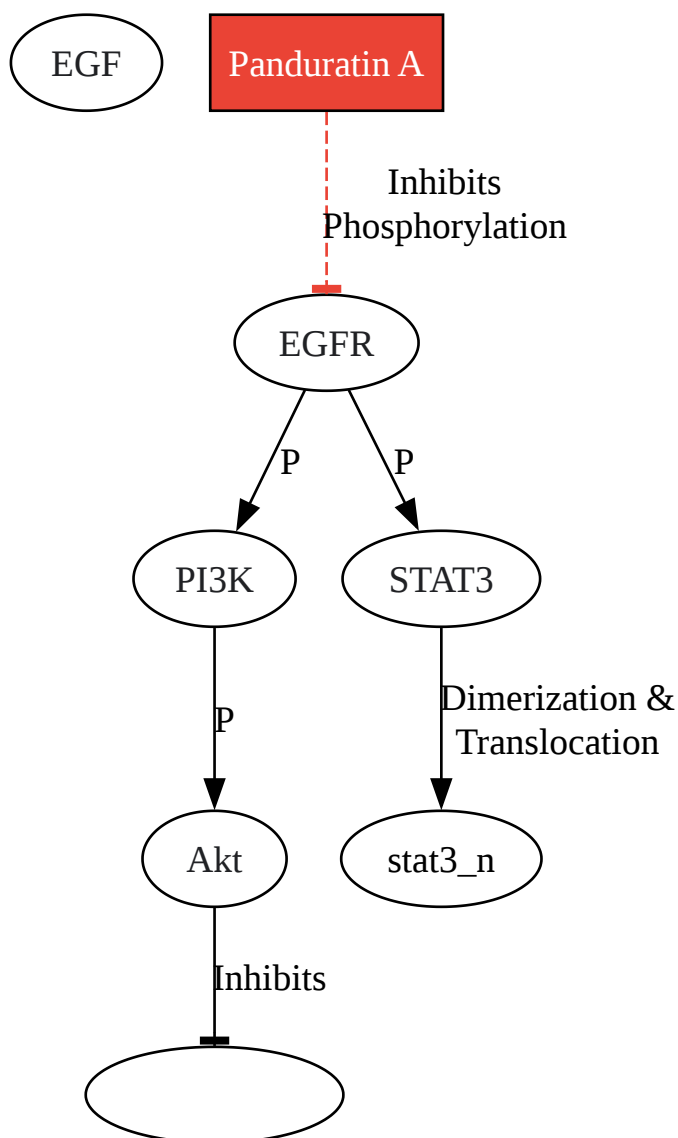 EGF
Panduratin A
Inhibits
Phosphorylation
EGFR
P
P
PI3K
STAT3
P
Dimerization &
Translocation
Akt
stat3_n
Inhibits